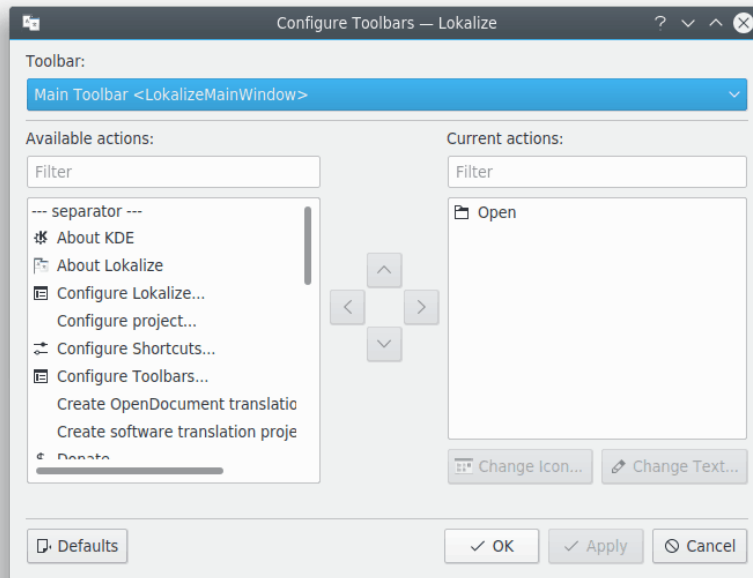 Configure Toolbars — Lokalize
Toolbar:
Main Toolbar <LokalizeMainWindow>
Available actions:
Current actions:
Filter
Filter
--- separator ---
About KDE
About Lokalize
Configure Lokalize...
Configure project...
Configure Shortcuts...
Configure Toolbars...
Create OpenDocument translatio
Create software translation proje
$ Donate
Open
Change Icon...
Change Text...
Defaults
OK
Apply
Cancel